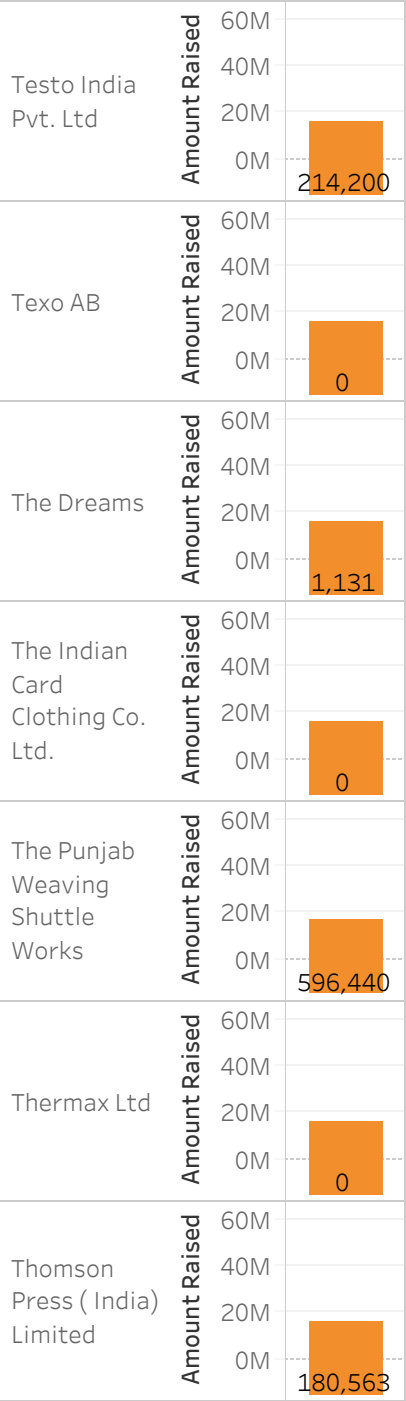 Testo India
Pvt. Ltd
Amount Raised
60M
40M
20M
0M
214,200
Texo AB
Amount Raised
60M
40M
20M
0M
0
The Dreams
Amount Raised
60M
40M
20M
0M
1,131
The Indian
Card
Clothing Co.
Ltd.
Amount Raised
60M
40M
20M
0M
0
The Punjab
Weaving
Shuttle
Works
Amount Raised
60M
40M
20M
0M
596,440
Thermax Ltd
Amount Raised
60M
40M
20M
0M
0
Thomson
Press ( India)
Limited
Amount Raised
60M
40M
20M
0M
180,563